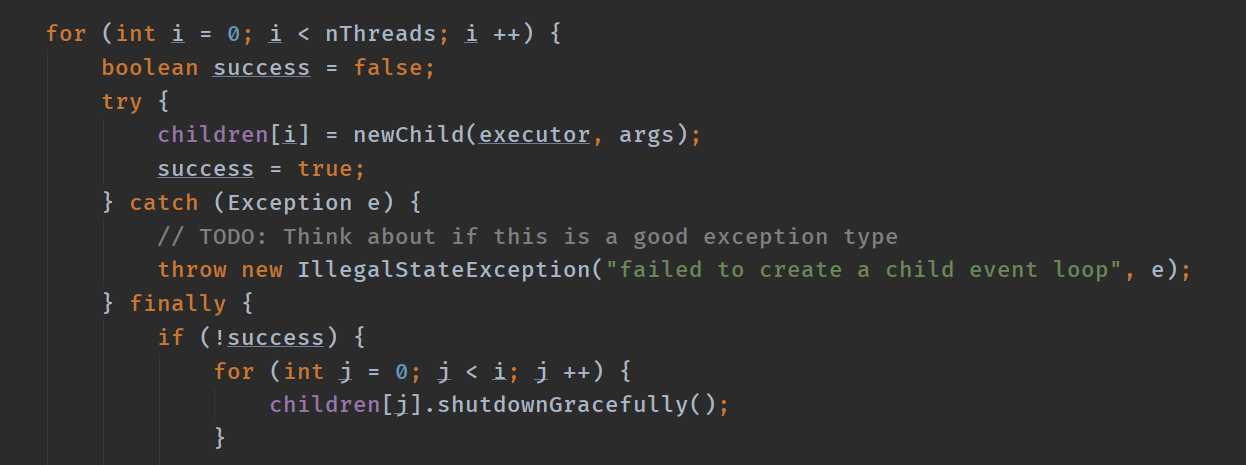 for (int i = 0; i < nThreads; i ++) {
    boolean success = false;
    try {
        children[i] = newChild(executor, args);
        success = true;
    } catch (Exception e) {
        // TODO: Think about if this is a good exception type
        throw new IllegalStateException("failed to create a child event loop", e);
    } finally {
        if (!success) {
            for (int j = 0; j < i; j ++) {
                children[j].shutdownGracefully();
            }